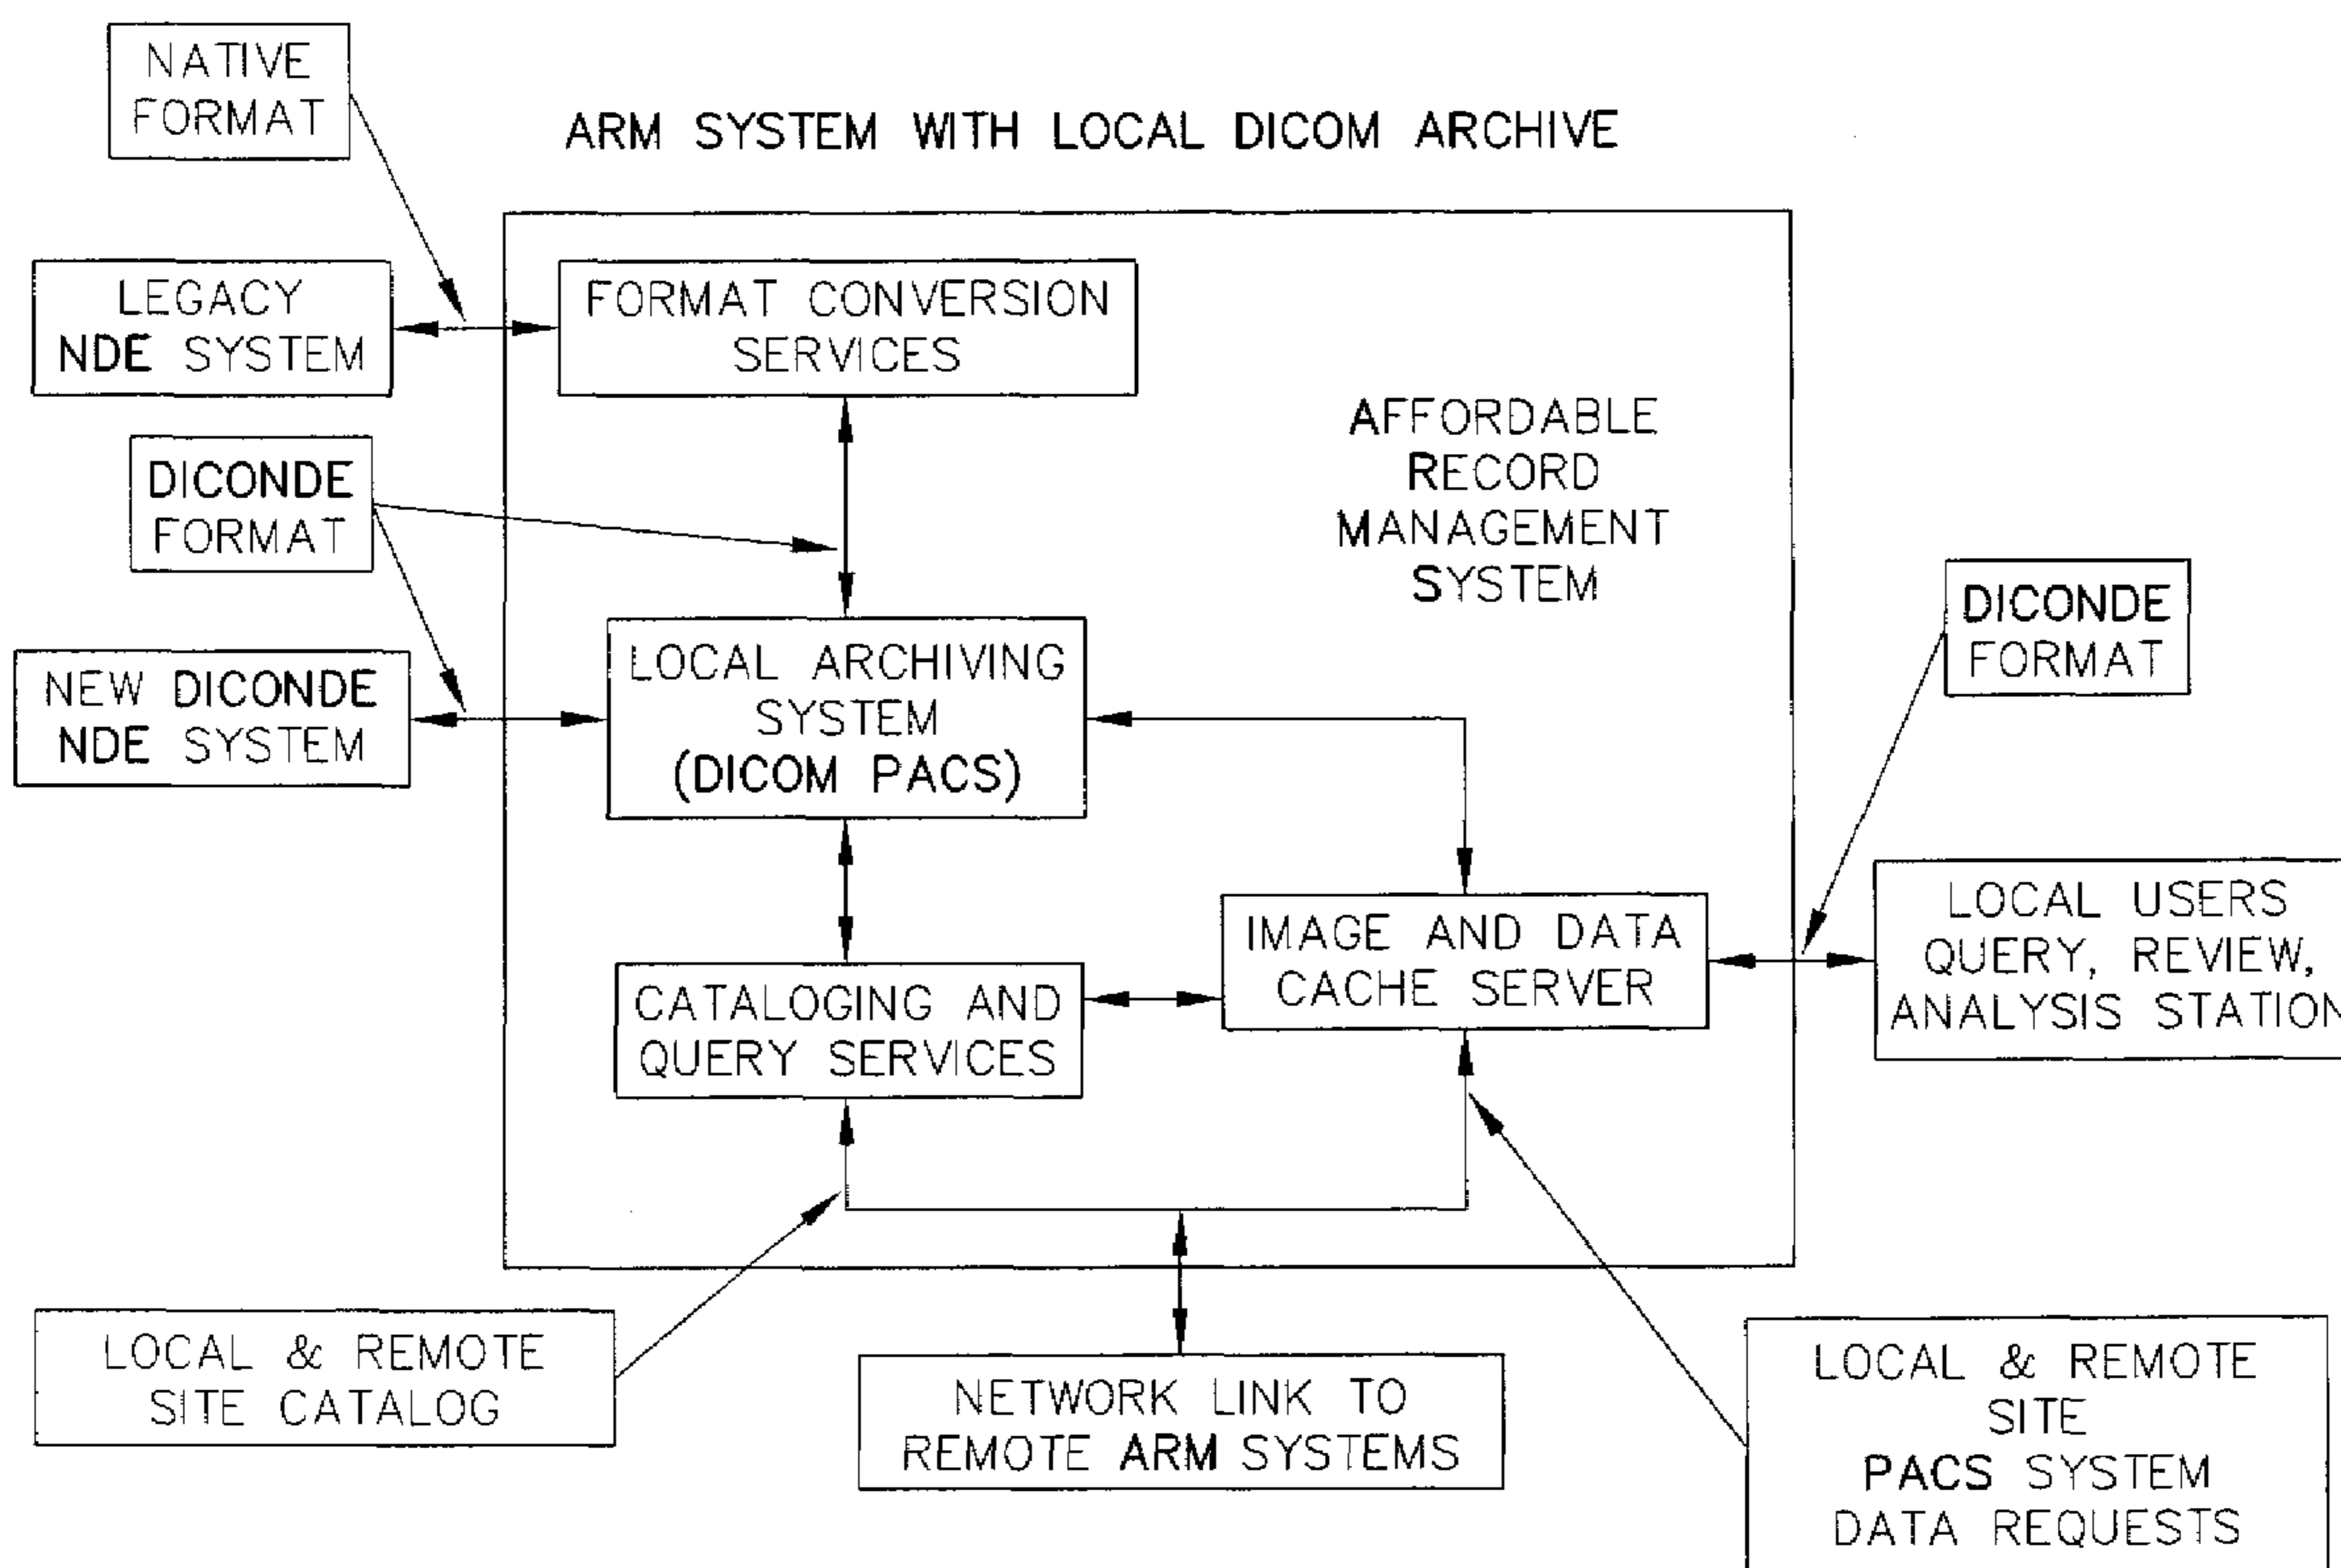 NATIVE
FORMAT
ARM SYSTEM WITH LOCAL DICOM ARCHIVE
LEGACY
NDE SYSTEM
FORMAT CONVERSION
SERVICES
AFFORDABLE
RECORD
MANAGEMENT
SYSTEM
DICONDE
FORMAT
DICONDE
FORMAT
NEW DICONDE
NDE SYSTEM
LOCAL ARCHIVING
SYSTEM
(DICOM PACS)
LOCAL USERS
QUERY, REVIEW,
ANALYSIS STATION
IMAGE AND DATA
CACHE SERVER
CATALOGING AND
QUERY SERVICES
LOCAL & REMOTE
SITE CATALOG
NETWORK LINK TO
REMOTE ARM SYSTEMS
LOCAL & REMOTE
SITE
PACS SYSTEM
DATA REQUESTS